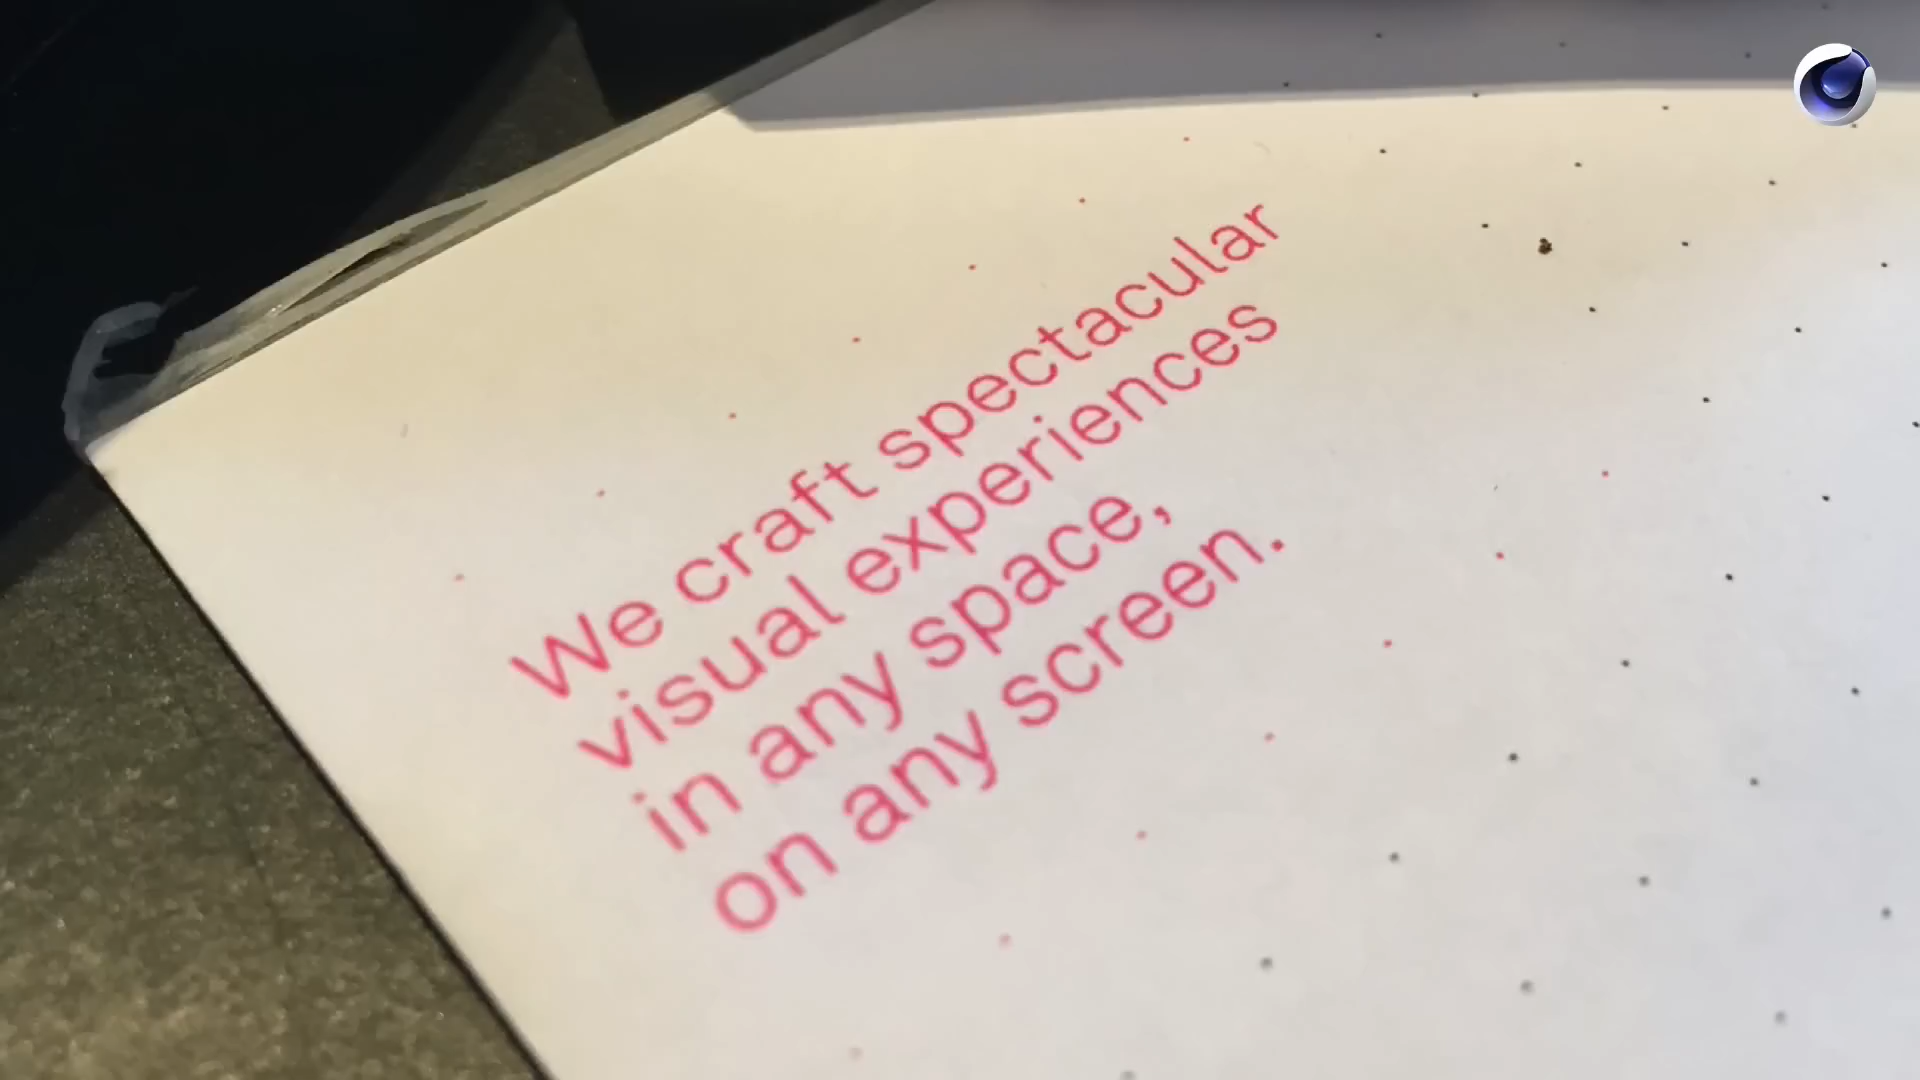 We craft spectacular
visual experiences
in any space,
on any screen.